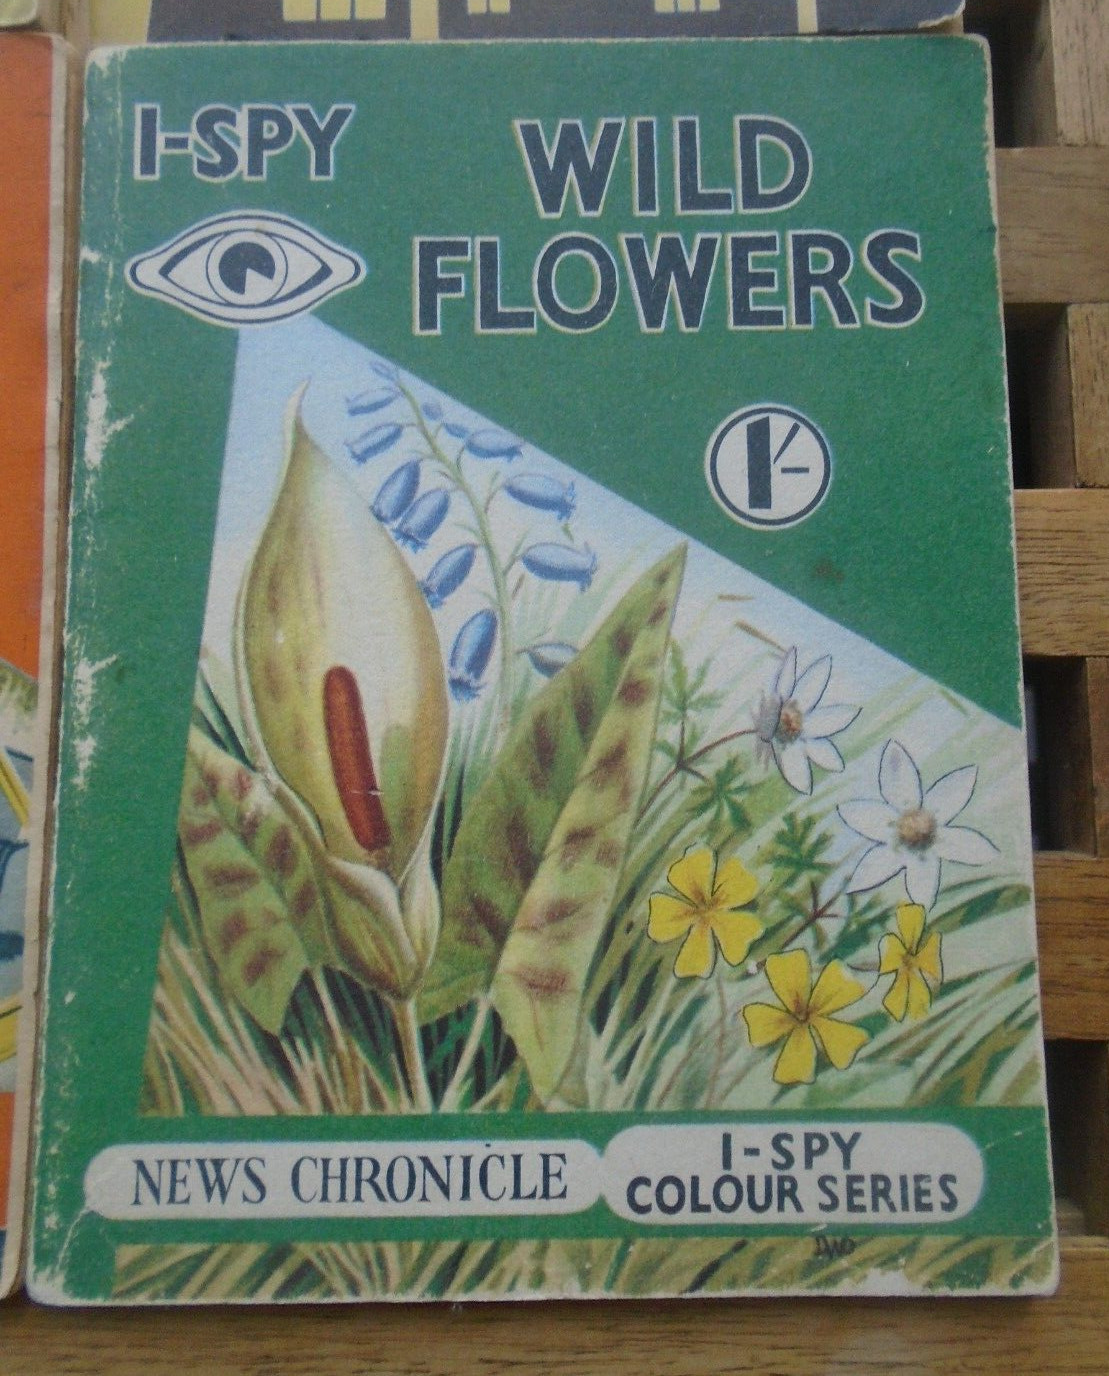 I-SPY
WILD
FLOWERS
1/-
NEWS CHRONICLE
I-SPY
COLOUR SERIES